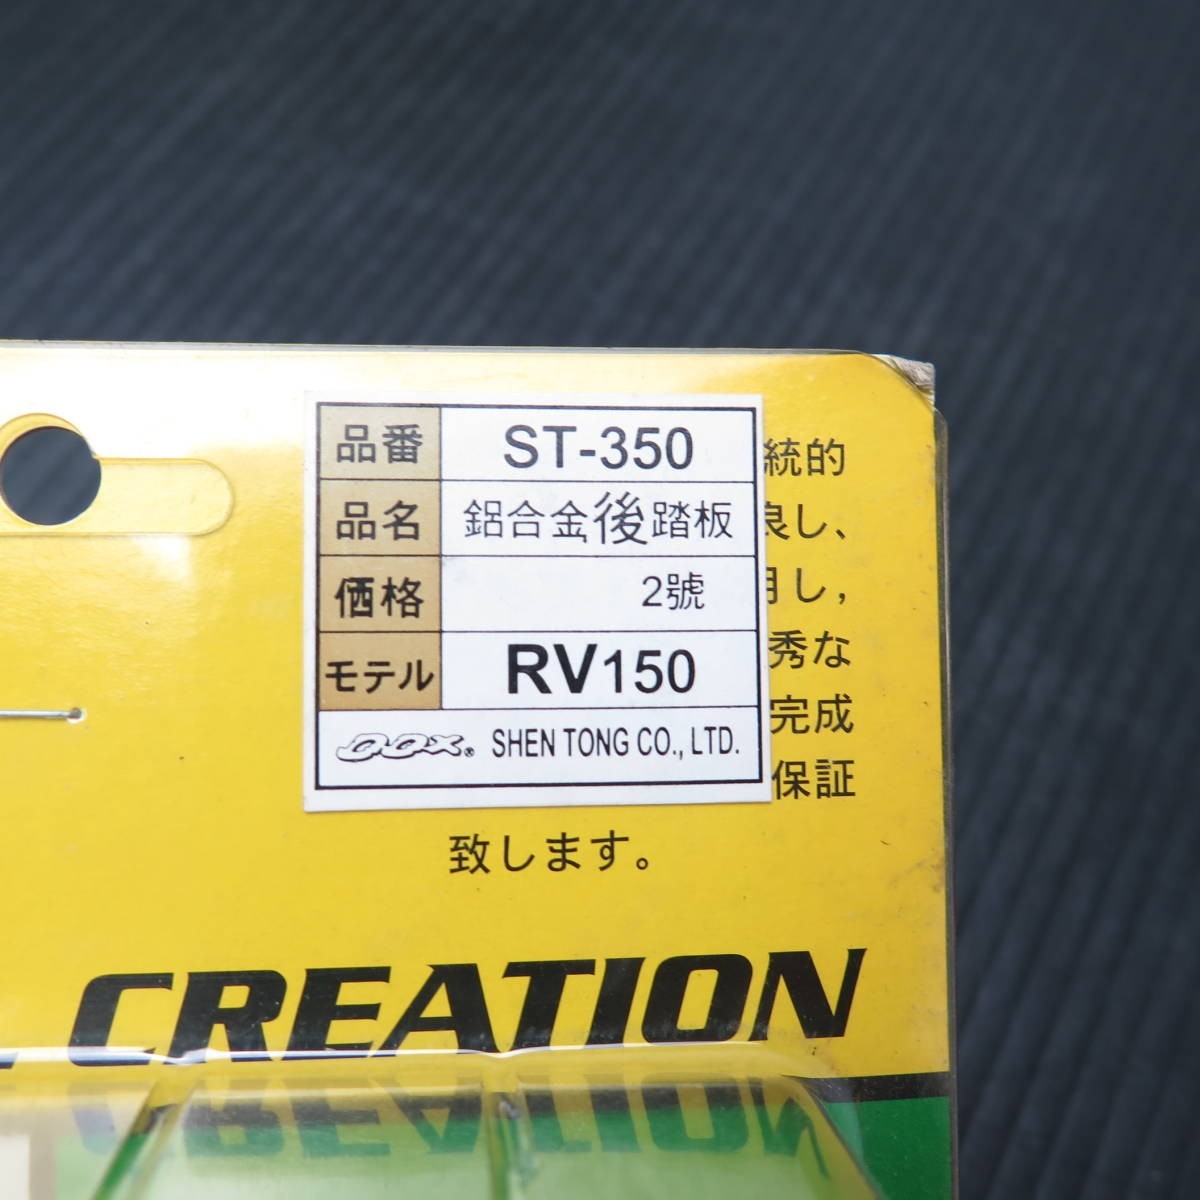 品番 ST-350
品名 鋁合金後踏板
価格 2號
モテル RV150
QQX® SHEN TONG CO., LTD.
統的
良し、
用し，
秀な
完成
保証
致します。
CREATION